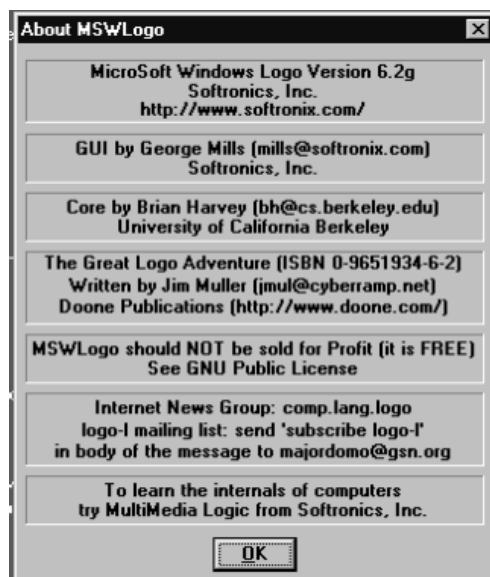 About MSWLogo
MicroSoft Windows Logo Version 6.2g
Softronics, Inc.
http://www.softronix.com/
GUI by George Mills (mills@softronix.com)
Softronics, Inc.
Core by Brian Harvey (bh@cs.berkeley.edu)
University of California Berkeley
The Great Logo Adventure (ISBN 0-9651934-6-2)
Written by Jim Muller (jmul@cyberramp.net)
Doone Publications (http://www.doone.com/)
MSWLogo should NOT be sold for Profit (it is FREE)
See GNU Public License
Internet News Group: comp.lang.logo
logo-l mailing list: send 'subscribe logo-l'
in body of the message to majordomo@gsn.org
To learn the internals of computers
try MultiMedia Logic from Softronics, Inc.
OK